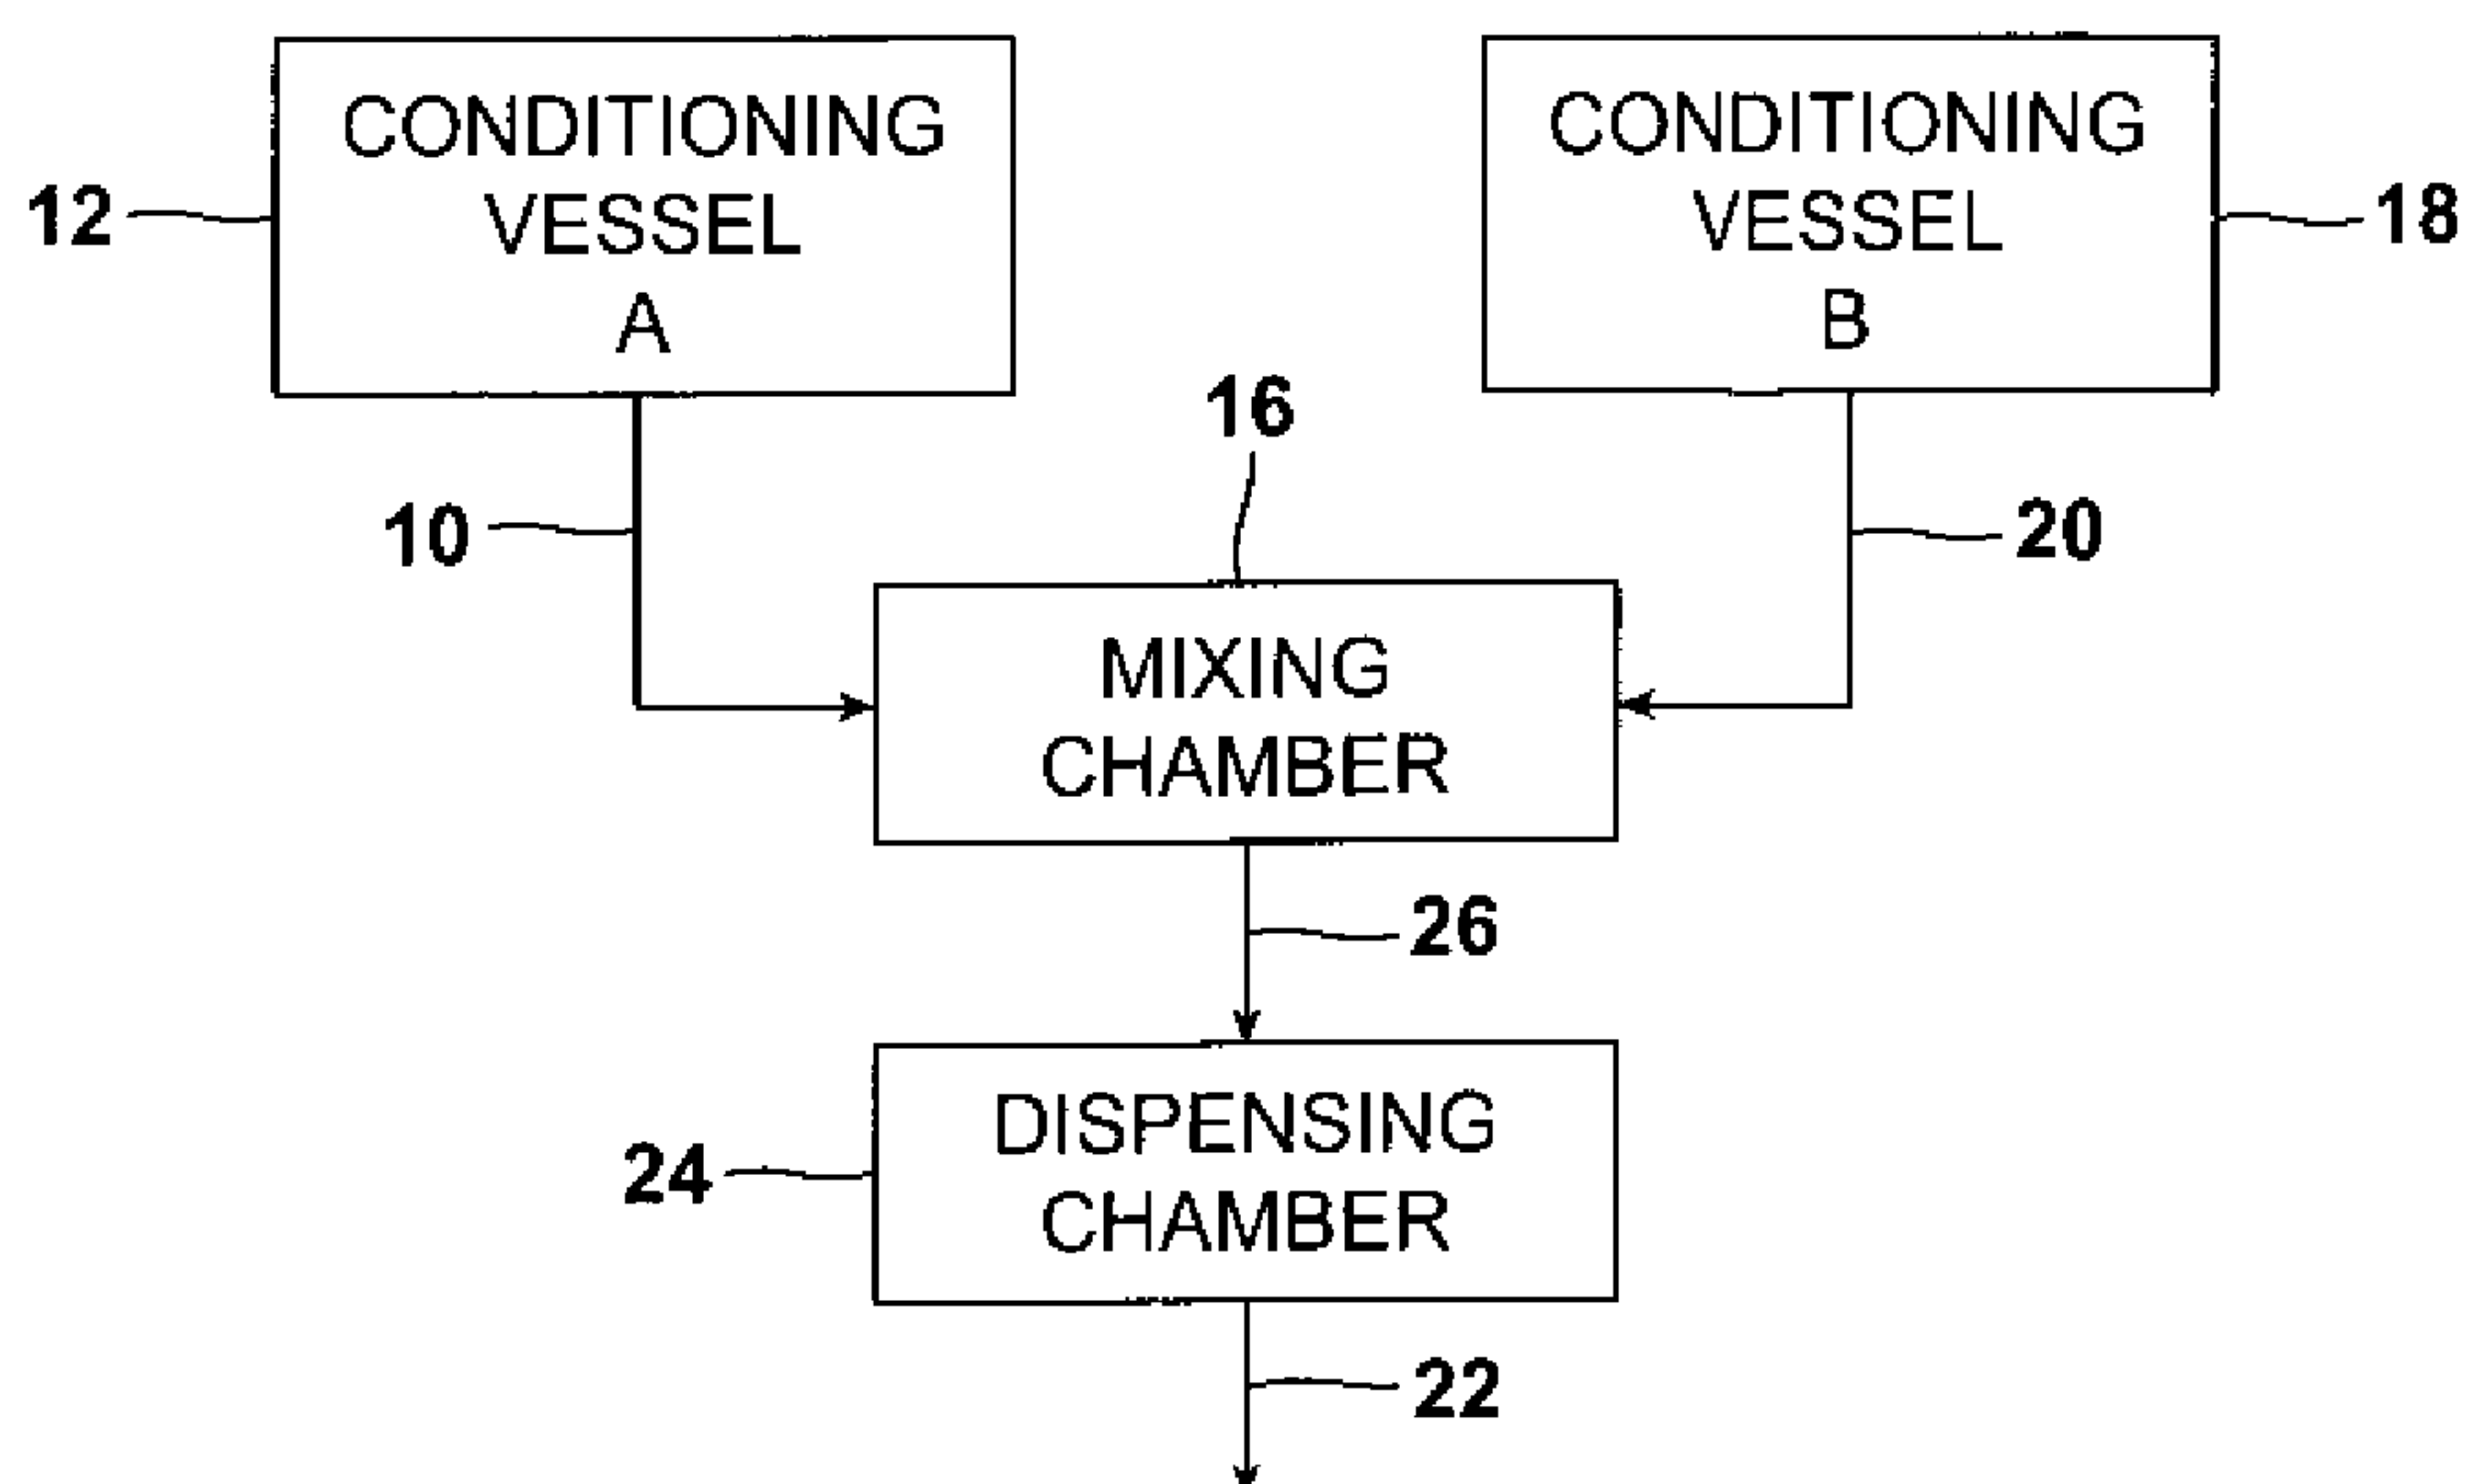 CONDITIONING
VESSEL
A
12
CONDITIONING
VESSEL
B
18
16
10
20
MIXING
CHAMBER
26
DISPENSING
CHAMBER
24
22